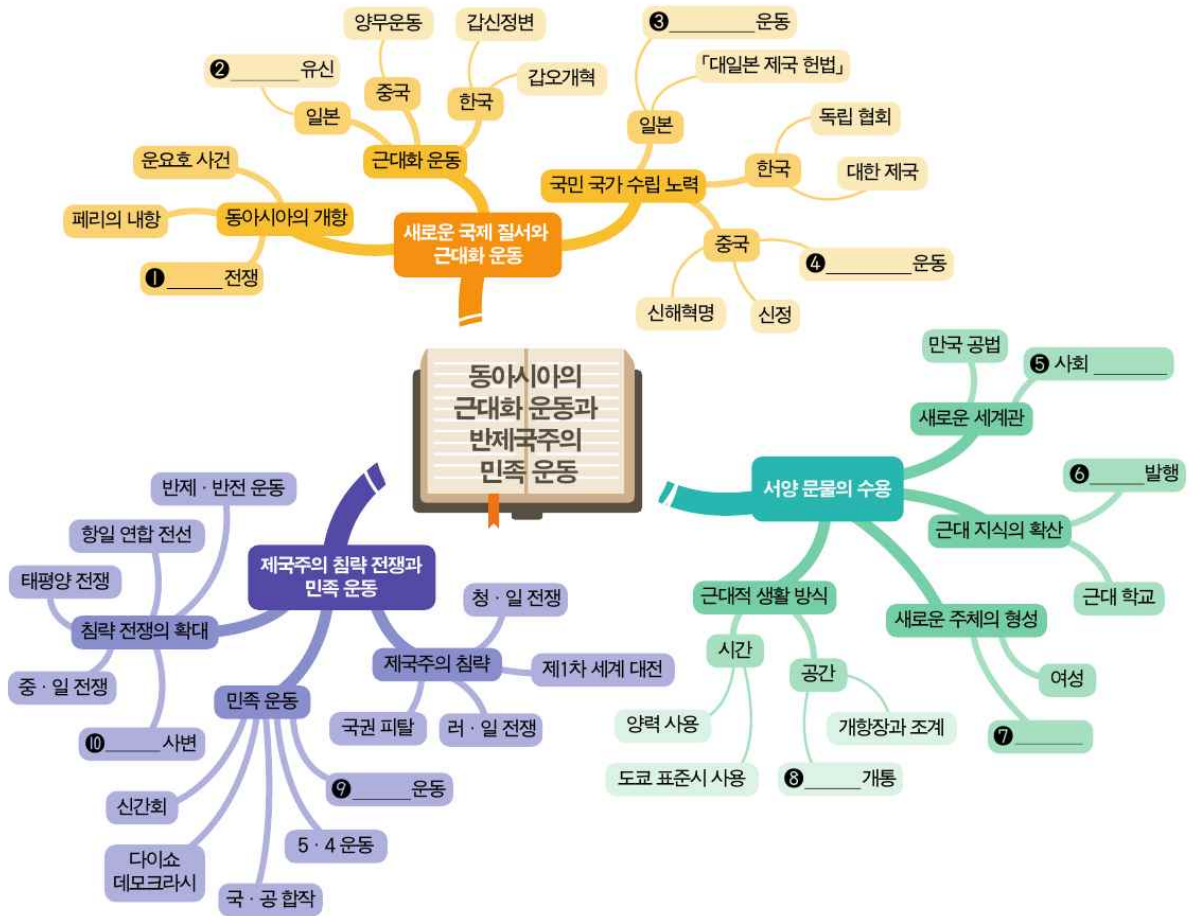 양무운동
갑신정변
❸ ________ 운동
❷ ______ 유신
중국
갑오개혁
「대일본 제국 헌법」
일본
한국
일본
독립 협회
운요호 사건
근대화 운동
국민 국가 수립 노력
한국
대한 제국
페리의 내항
동아시아의 개항
새로운 국제 질서와
근대화 운동
중국
❹ ________ 운동
❶ _____ 전쟁
신해혁명
신정
동아시아의
근대화 운동과
반제국주의
민족 운동
만국 공법
❺ 사회 ______
새로운 세계관
서양 문물의 수용
❻ _____ 발행
근대 지식의 확산
근대 학교
근대적 생활 방식
새로운 주체의 형성
시간
공간
여성
양력 사용
개항장과 조계
❼ ______
도쿄 표준시 사용
❽ ______ 개통
반제 · 반전 운동
항일 연합 전선
제국주의 침략 전쟁과
민족 운동
태평양 전쟁
청 · 일 전쟁
침략 전쟁의 확대
제국주의 침략
제1차 세계 대전
중 · 일 전쟁
민족 운동
국권 피탈
러 · 일 전쟁
❿ _____ 사변
❾ _____ 운동
신간회
5 · 4 운동
다이쇼
데모크라시
국 · 공 합작